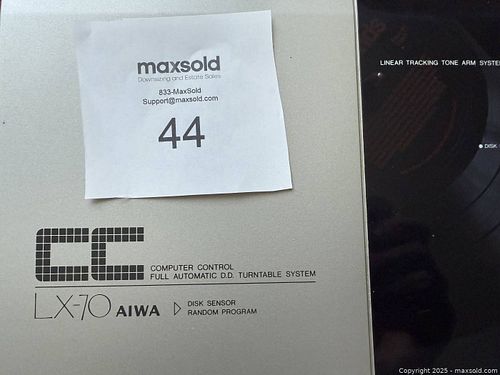 maxsold
Downsizing and Estate Sales
833-MaxSold
Support@maxsold.com
44
LINEAR TRACKING TONE ARM SYSTE
DISK
CC
COMPUTER CONTROL
FULL AUTOMATIC D.D. TURNTABLE SYSTEM
LX-70 AIWA
DISK SENSOR
RANDOM PROGRAM
Copyright 2025 - maxsold.com